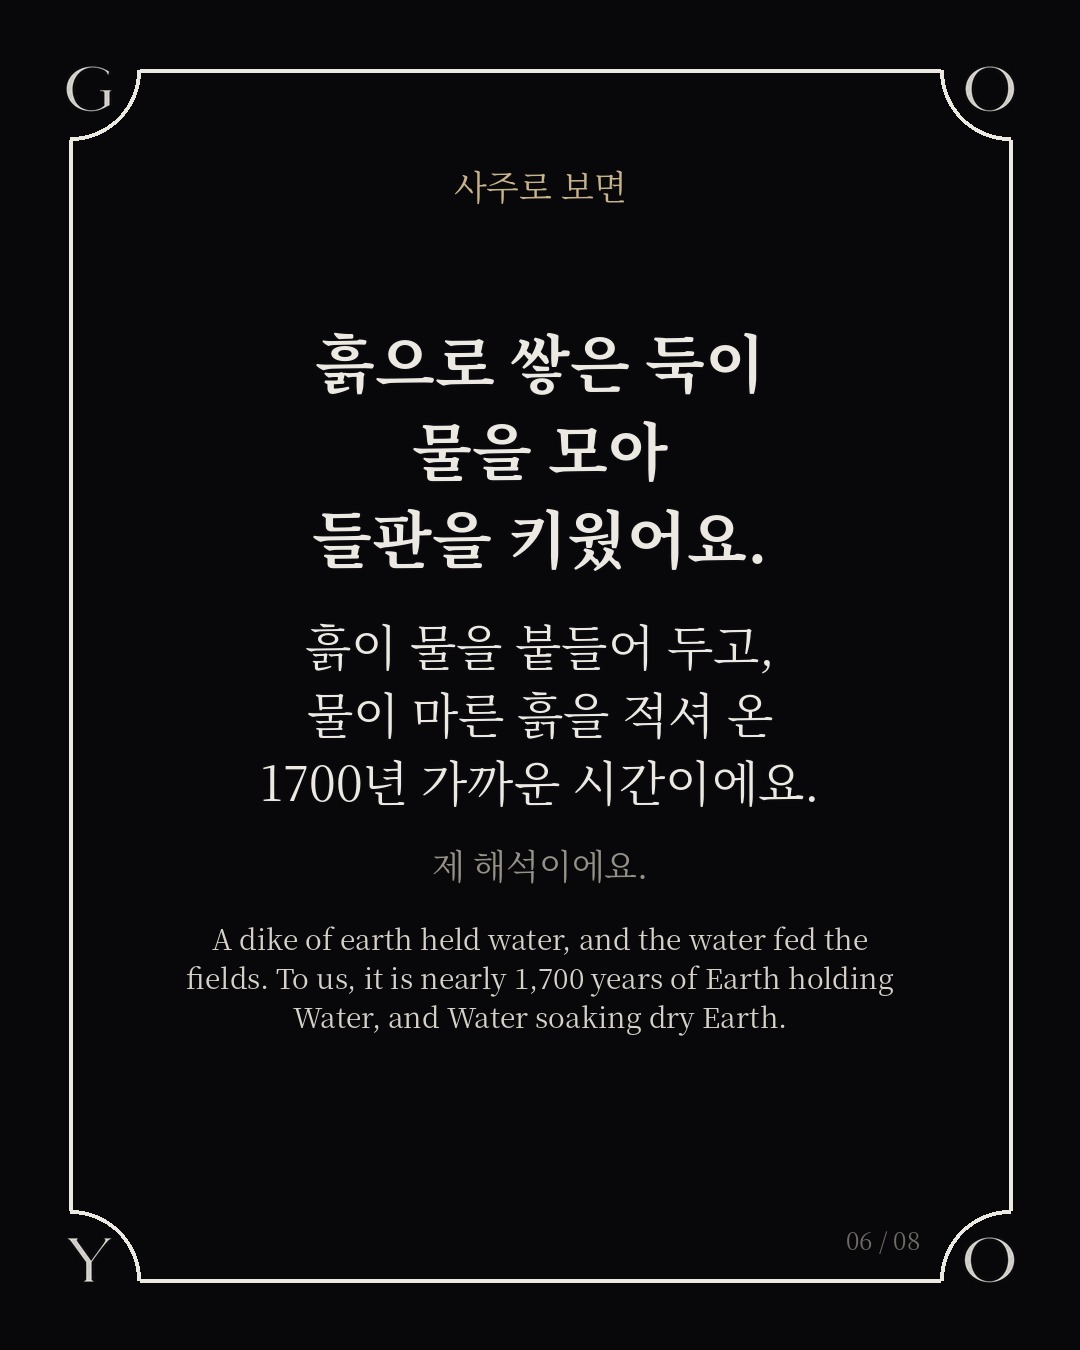 G O
사주로 보면
흙으로 쌓은 둑이
물을 모아
들판을 키웠어요.
흙이 물을 붙들어 두고,
물이 마른 흙을 적셔 온
1700년 가까운 시간이에요.
제 해석이에요.
A dike of earth held water, and the water fed the
fields. To us, it is nearly 1,700 years of Earth holding
Water, and Water soaking dry Earth.
06 / 08
Y O